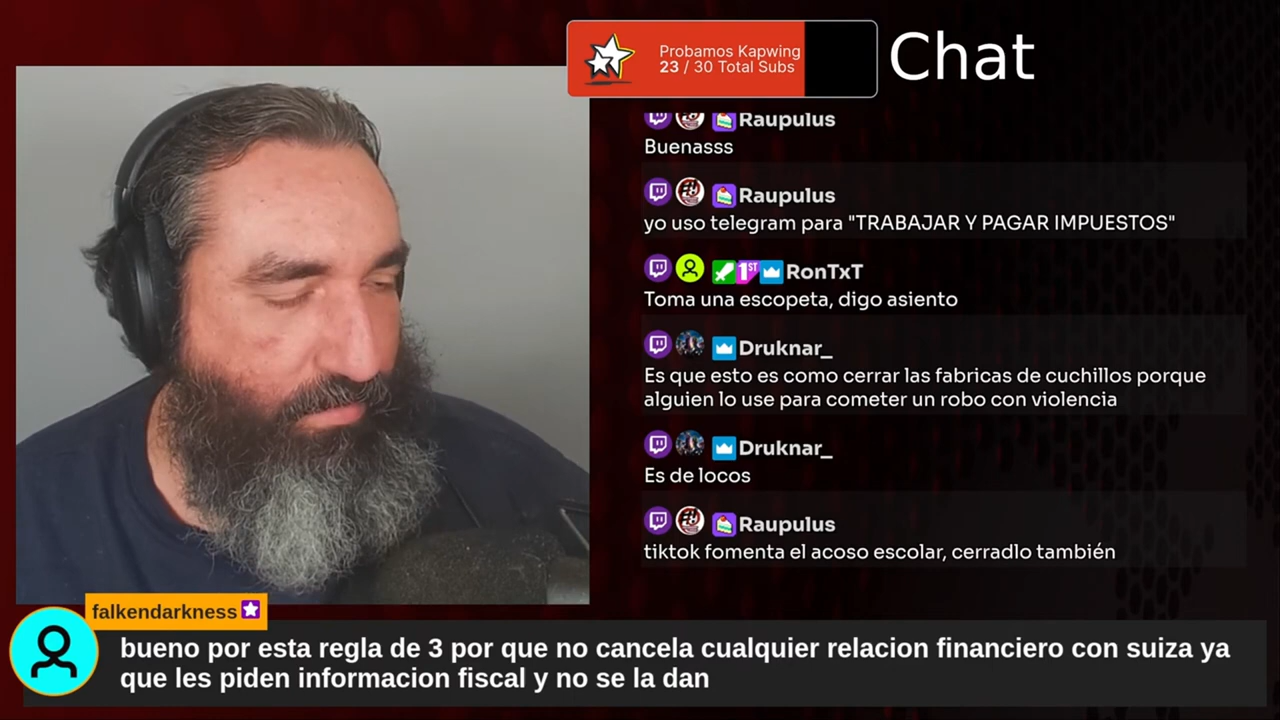 Probamos Kapwing
23 / 30 Total Subs
Chat
Raupulus
Buenasss
Raupulus
yo uso telegram para "TRABAJAR Y PAGAR IMPUESTOS"
1ST RonTxT
Toma una escopeta, digo asiento
Druknar_
Es que esto es como cerrar las fabricas de cuchillos porque
alguien lo use para cometer un robo con violencia
Druknar_
Es de locos
Raupulus
tiktok fomenta el acoso escolar, cerradlo también
falkendarkness
bueno por esta regla de 3 por que no cancela cualquier relacion financiero con suiza ya
que les piden informacion fiscal y no se la dan